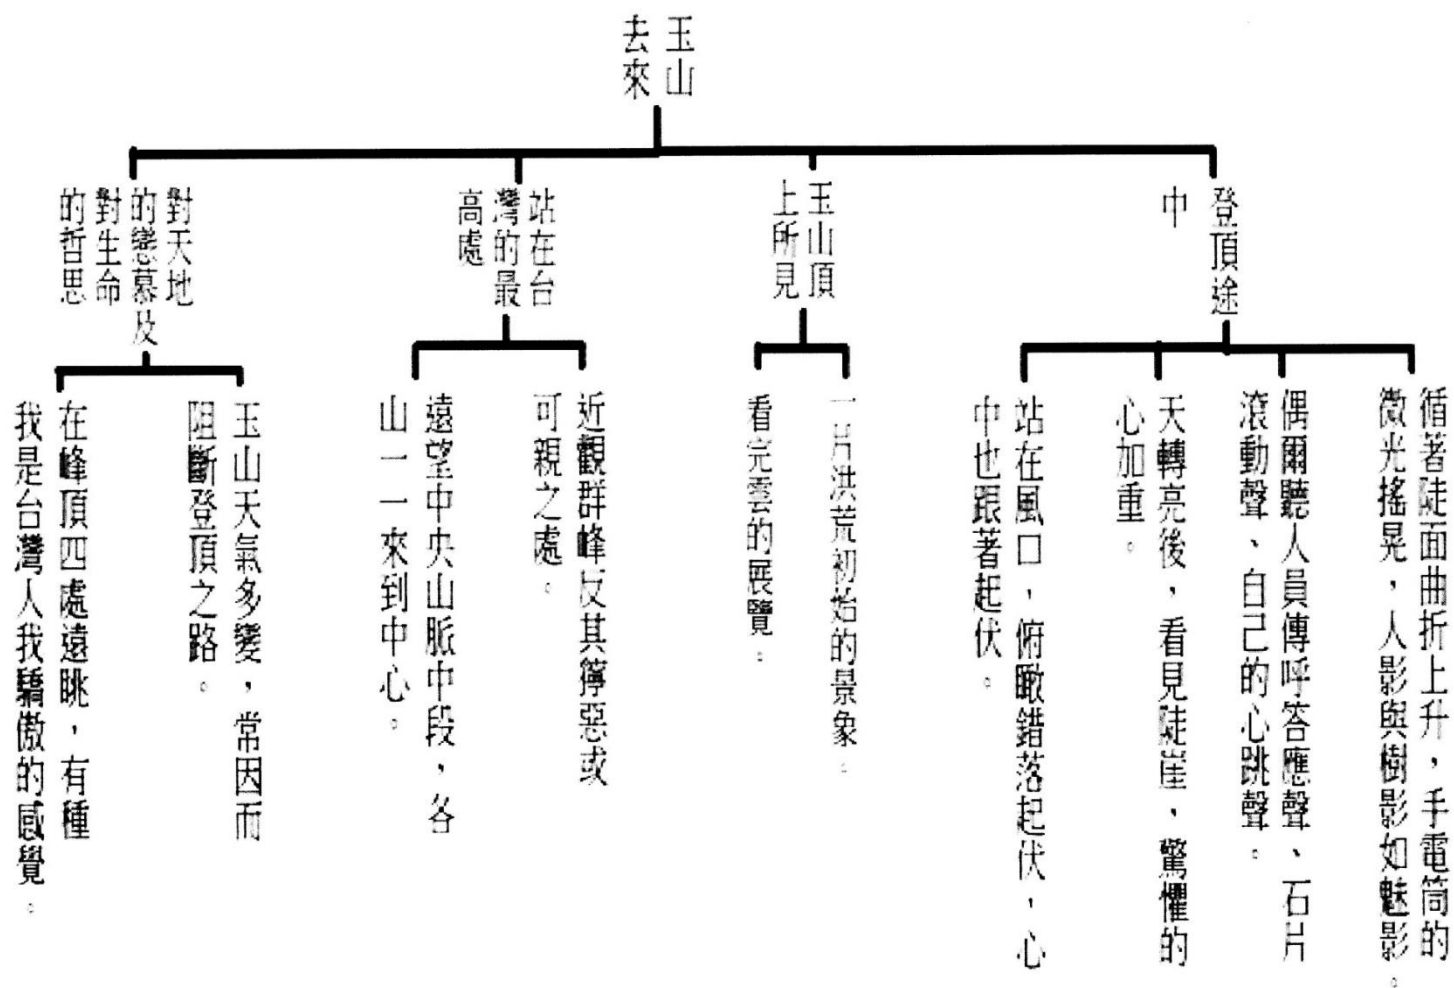 玉山
去來
登頂途
中
循著陡面曲折上升，手電筒的
微光搖晃，人影與樹影如魅影。
偶爾聽人員傳呼答應聲、石片
滾動聲、自己的心跳聲。
天轉亮後，看見陡崖，驚懼的
心加重。
站在風口，俯瞰錯落起伏，心
中也跟著起伏。
玉山頂
上所見
一片洪荒初始的景象。
看完雲的展覽。
站在台
灣的最
高處
近觀群峰反其獰惡或
可親之處。
遠望中央山脈中段，各
山一一來到中心。
對天地
的戀慕及
對生命
的哲思
玉山天氣多變，常因而
阻斷登頂之路。
在峰頂四處遠眺，有種
我是台灣人我驕傲的感覺。